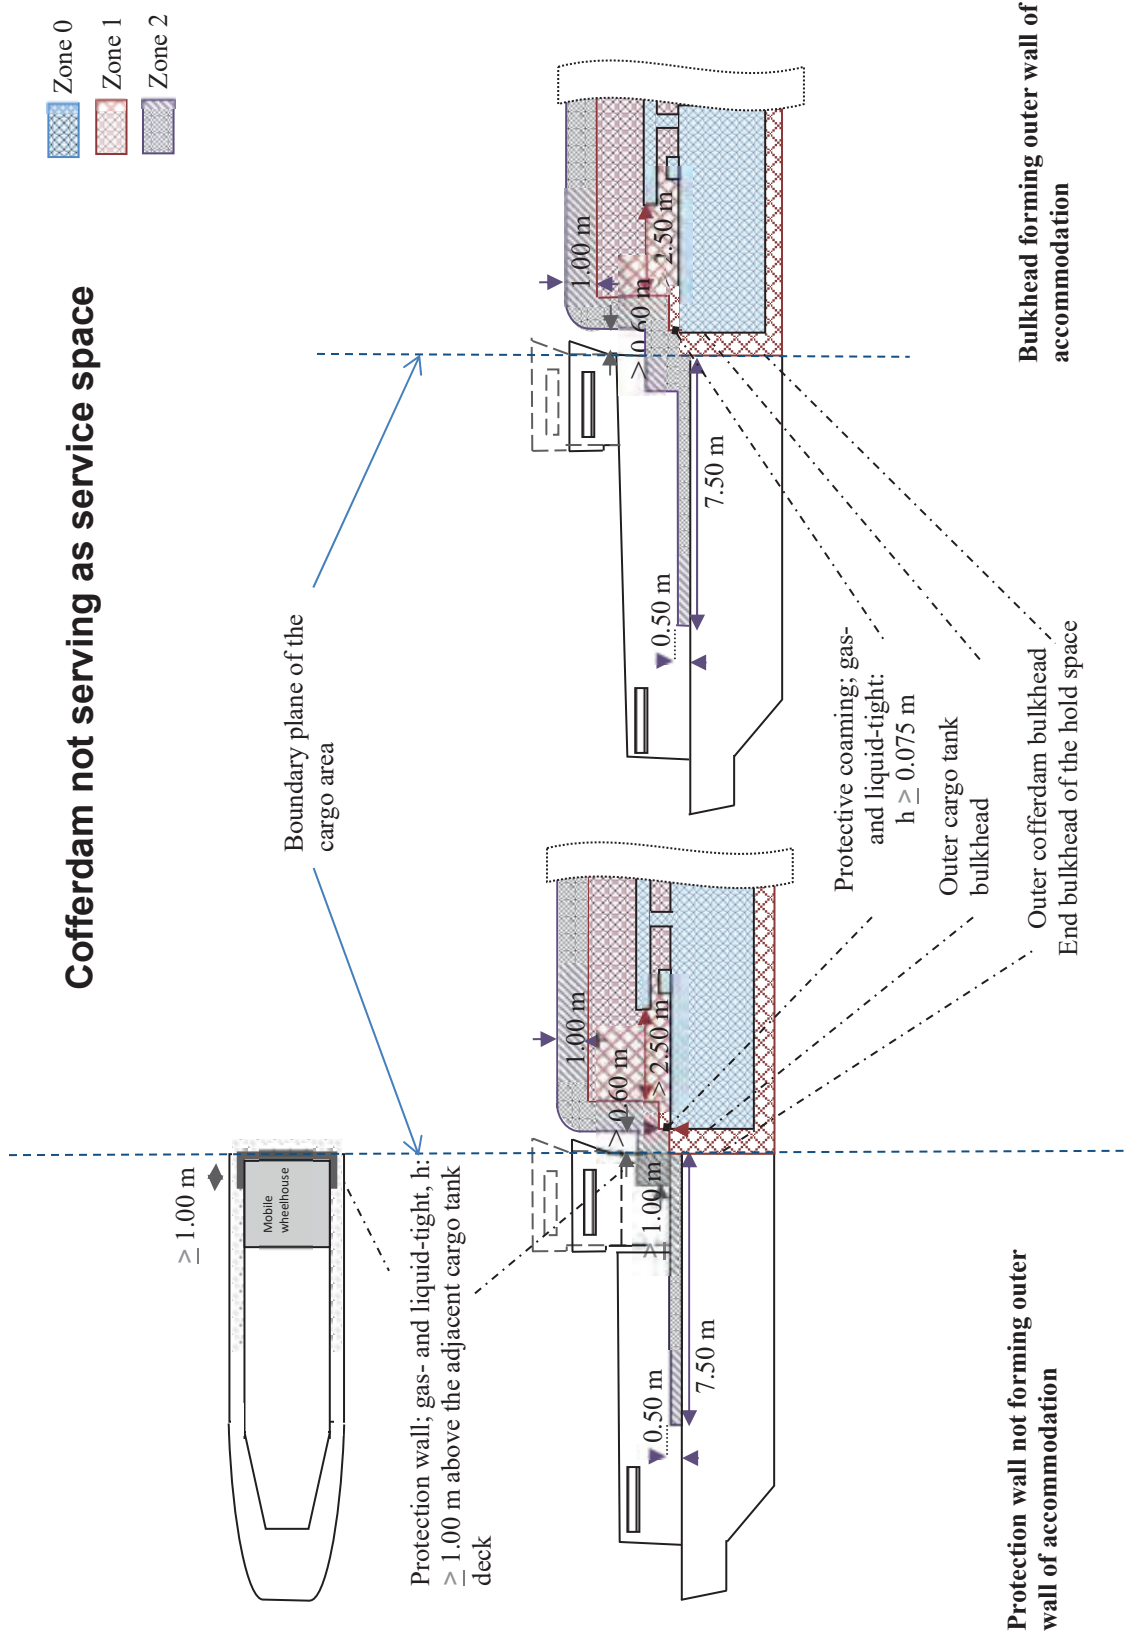 Cofferdam not serving as service space
Zone 0
Zone 1
Zone 2
≥ 1.00 m
Mobile
wheelhouse
Boundary plane of the
cargo area
Protection wall; gas- and liquid-tight, h:
≥ 1.00 m above the adjacent cargo tank
deck
1.00 m
> 0.60 m
> 2.50 m
> 1.00 m
0.50 m
7.50 m
1.00 m
> 0.60 m
> 2.50 m
0.50 m
7.50 m
Protective coaming; gas-
and liquid-tight:
h ≥ 0.075 m
Outer cargo tank
bulkhead
Outer cofferdam bulkhead
End bulkhead of the hold space
Protection wall not forming outer
wall of accommodation
Bulkhead forming outer wall of
accommodation